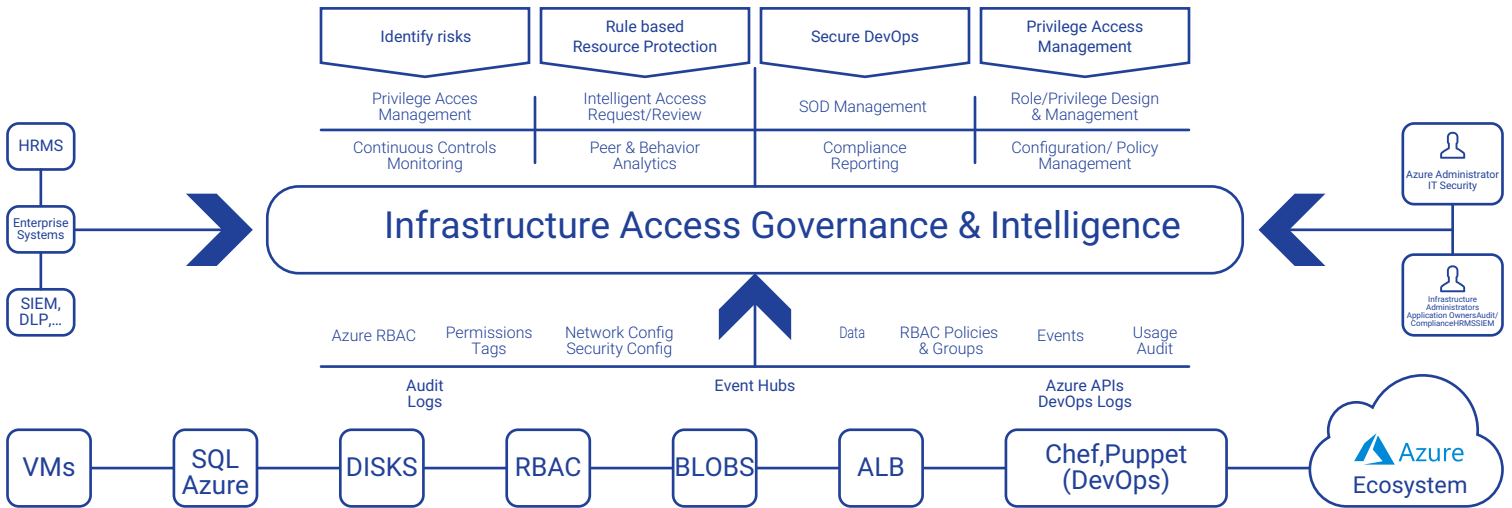 Identify risks
Rule based
Resource Protection
Secure DevOps
Privilege Access
Management
Privilege Acces
Management
Intelligent Access
Request/Review
SOD Management
Role/Privilege Design
& Management
Continuous Controls
Monitoring
Peer & Behavior
Analytics
Compliance
Reporting
Configuration/ Policy
Management
HRMS
Enterprise
Systems
SIEM,
DLP,...
Infrastructure Access Governance & Intelligence
Azure Administrator
IT Security
Infrastructure
Administrators
Application OwnersAudit/
ComplianceHRMSSIEM
Azure RBAC
Permissions
Tags
Network Config
Security Config
Data
RBAC Policies
& Groups
Events
Usage
Audit
Audit
Logs
Event Hubs
Azure APIs
DevOps Logs
VMs
SQL
Azure
DISKS
RBAC
BLOBS
ALB
Chef,Puppet
(DevOps)
Azure
Ecosystem